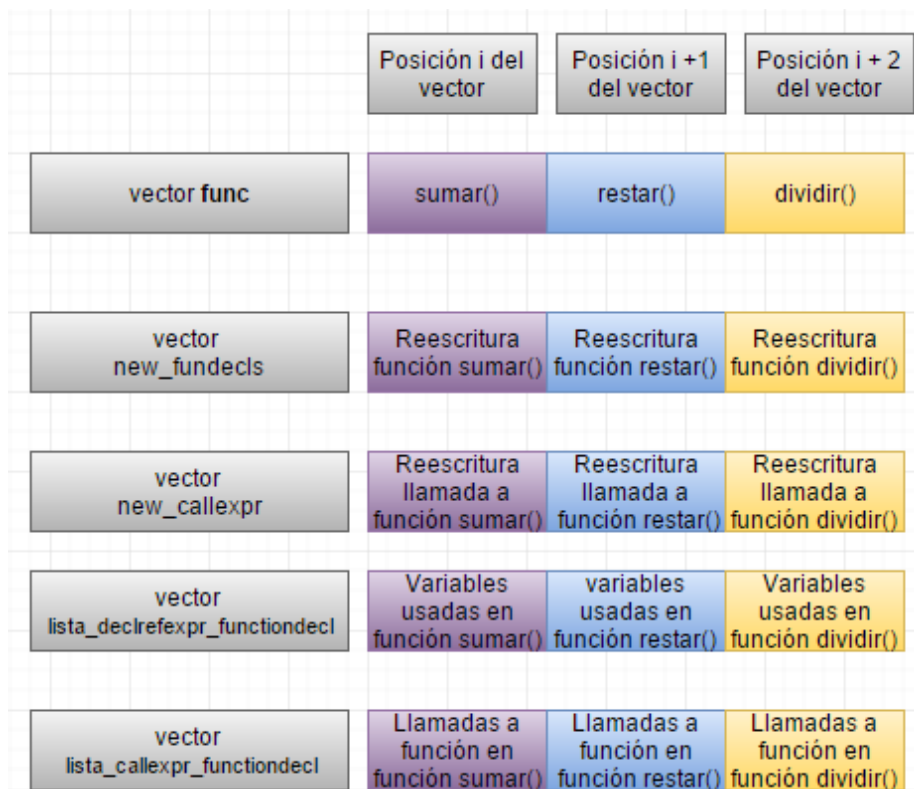 Posición i del
vector
Posición i +1
del vector
Posición i + 2
del vector
vector func
sumar()
restar()
dividir()
vector
new_fundecls
Reescritura
función sumar()
Reescritura
función restar()
Reescritura
función dividir()
vector
new_callexpr
Reescritura
llamada a
función sumar()
Reescritura
llamada a
función restar()
Reescritura
llamada a
función dividir()
vector
lista_declrefexpr_functiondecl
Variables
usadas en
función sumar()
variables
usadas en
función restar()
Variables
usadas en
función dividir()
vector
lista_callexpr_functiondecl
Llamadas a
función en
función sumar()
Llamadas a
función en
función restar()
Llamadas a
función en
función dividir()